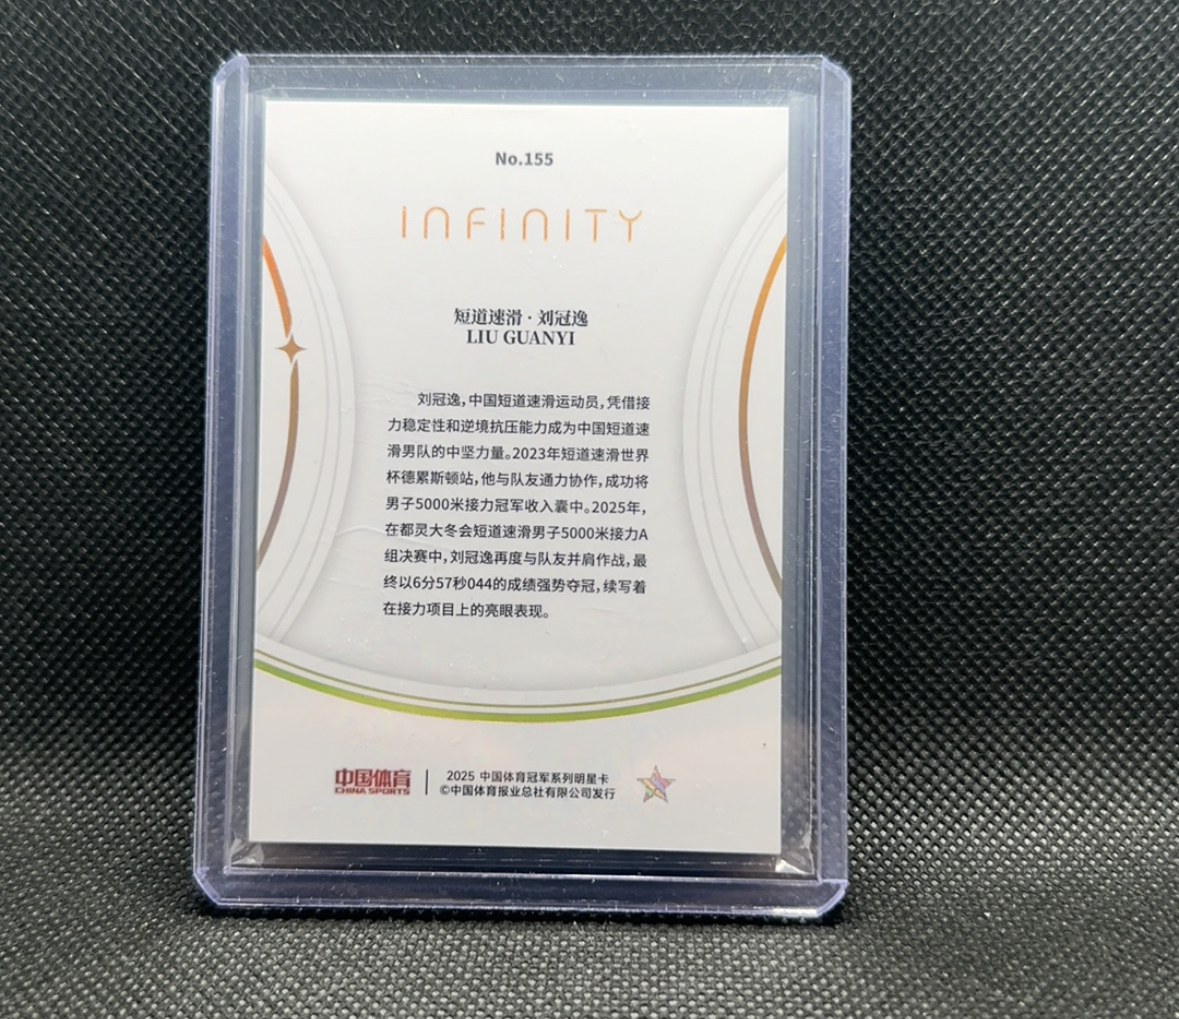 No.155
INFINITY
短道速滑·刘冠逸
LIU GUANYI
刘冠逸,中国短道速滑运动员,凭借接
力稳定性和逆境抗压能力成为中国短道速
滑男队的中坚力量。2023年短道速滑世界
杯德累斯顿站,他与队友通力协作,成功将
男子5000米接力冠军收入囊中。2025年,
在都灵大冬会短道速滑男子5000米接力A
组决赛中,刘冠逸再度与队友并肩作战,最
终以6分57秒044的成绩强势夺冠,续写着
在接力项目上的亮眼表现。
中国体育
CHINA SPORTS
2025 中国体育冠军系列明星卡
©中国体育报业总社有限公司发行